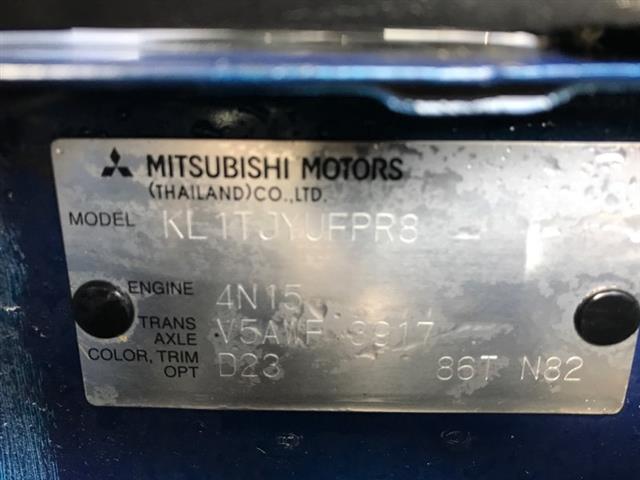 MITSUBISHI MOTORS
(THAILAND)CO.,LTD.
MODEL KL1TJYUFPR8
ENGINE 4N15
TRANS AXLE V5AWF 3917
COLOR, TRIM OPT D23 86T N82